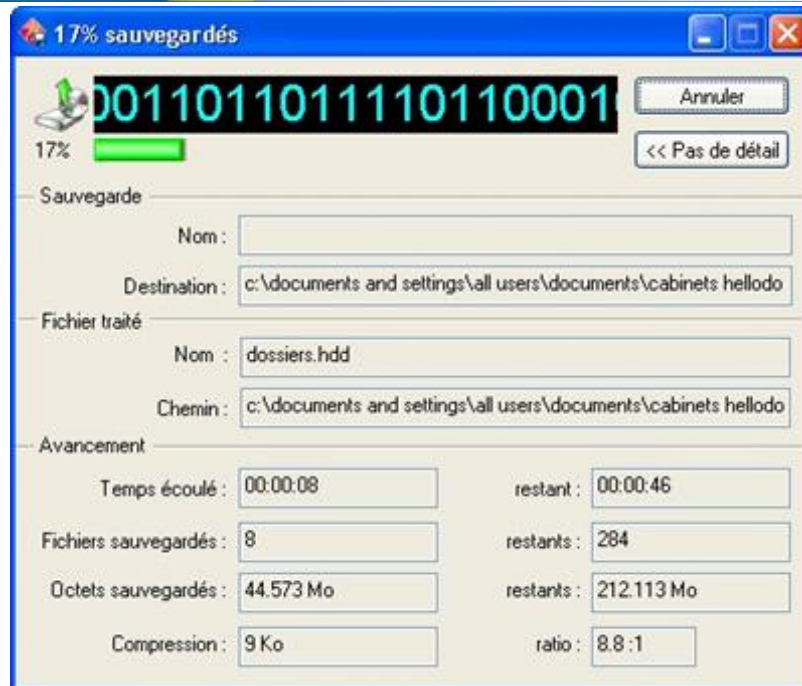 17% sauvegardés
00110110111101100010
Annuler
17%
<< Pas de détail
Sauvegarde
Nom :
Destination : c:\documents and settings\all users\documents\cabinets hellodo
Fichier traité
Nom : dossiers.hdd
Chemin : c:\documents and settings\all users\documents\cabinets hellodo
Avancement
Temps écoulé : 00:00:08 restant : 00:00:46
Fichiers sauvegardés : 8 restants : 284
Octets sauvegardés : 44.573 Mo restants : 212.113 Mo
Compression : 9 Ko ratio : 8.8 :1